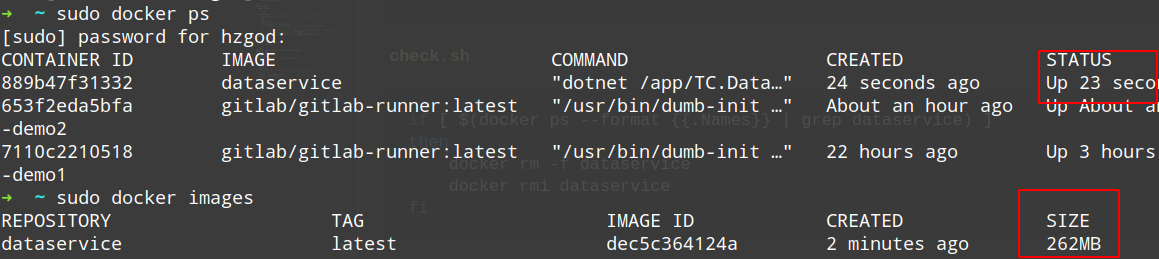 ➜ ~ sudo docker ps
[sudo] password for hzgod:
CONTAINER ID IMAGE COMMAND CREATED STATUS
889b47f31332 dataservice "dotnet /app/TC.Data…" 24 seconds ago Up 23 seco
653f2eda5bfa gitlab/gitlab-runner:latest "/usr/bin/dumb-init …" About an hour ago Up About a
-demo2
7110c2210518 gitlab/gitlab-runner:latest "/usr/bin/dumb-init …" 22 hours ago Up 3 hours
-demo1
➜ ~ sudo docker images
REPOSITORY TAG IMAGE ID CREATED SIZE
dataservice latest dec5c364124a 2 minutes ago 262MB
check.sh
if [ $(docker ps --format {{.Names}} | grep dataservice) ]
then
docker rm -f dataservice
docker rmi dataservice
fi